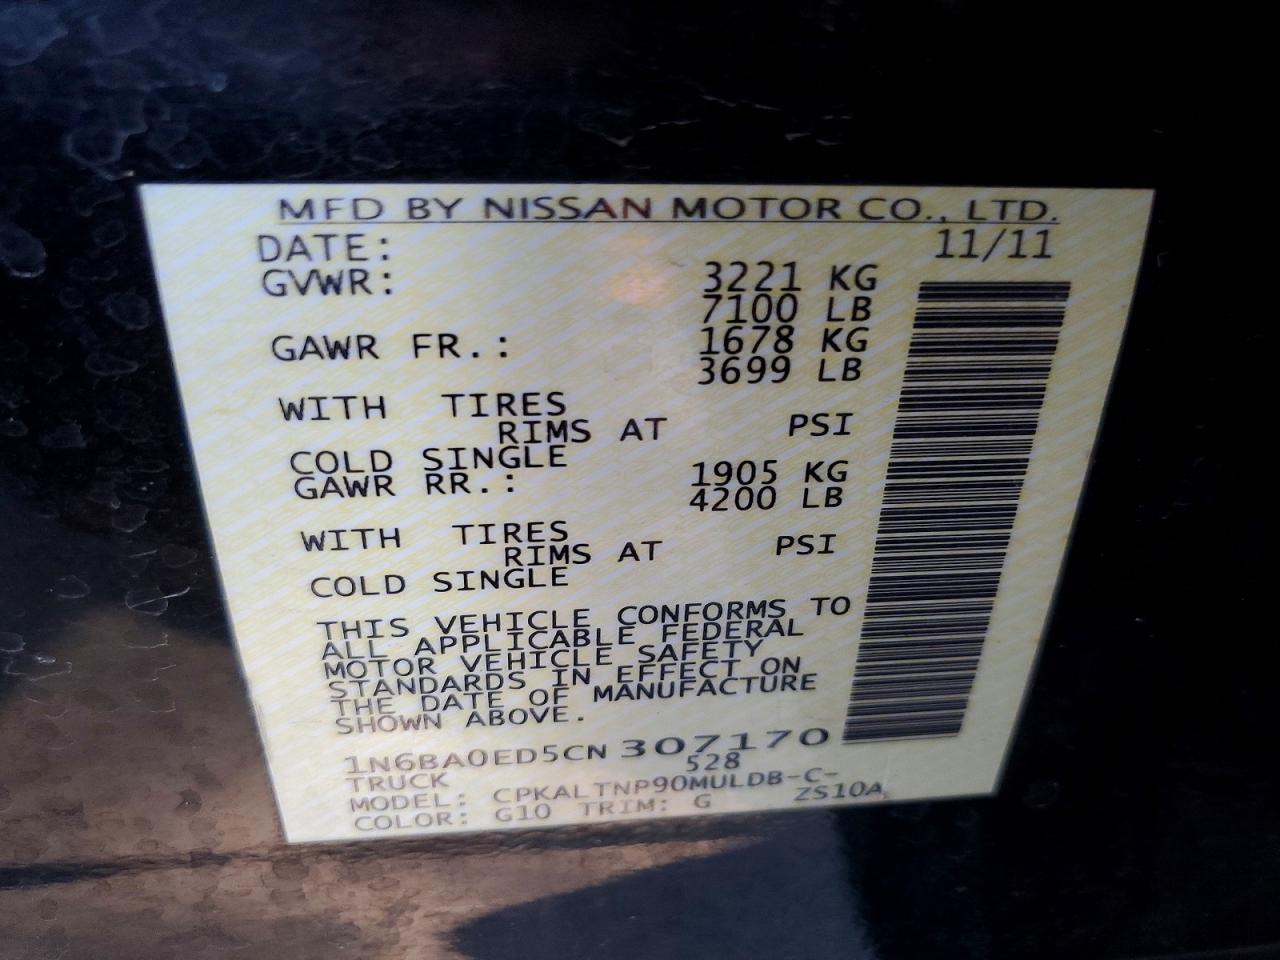 MFD BY NISSAN MOTOR CO., LTD.
DATE: 11/11
GVWR: 3221 KG
7100 LB
GAWR FR.: 1678 KG
3699 LB
WITH TIRES
RIMS AT PSI
COLD SINGLE
GAWR RR.: 1905 KG
4200 LB
WITH TIRES
RIMS AT PSI
COLD SINGLE
THIS VEHICLE CONFORMS TO
ALL APPLICABLE FEDERAL
MOTOR VEHICLE SAFETY
STANDARDS IN EFFECT ON
THE DATE OF MANUFACTURE
SHOWN ABOVE.
1N6BA0ED5CN 307170
TRUCK 528
MODEL: CPKALTNP90MULDB-C-
COLOR: G10 TRIM: G ZS10A